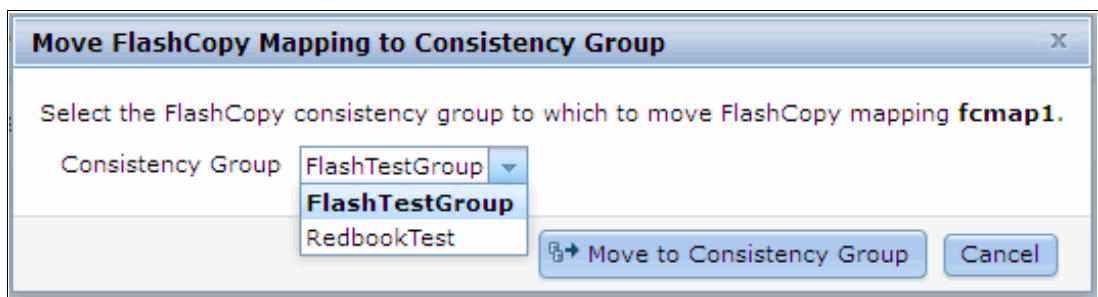 Move FlashCopy Mapping to Consistency Group x
Select the FlashCopy consistency group to which to move FlashCopy mapping fcmap1.
Consistency Group FlashTestGroup
FlashTestGroup
RedbookTest
Move to Consistency Group Cancel